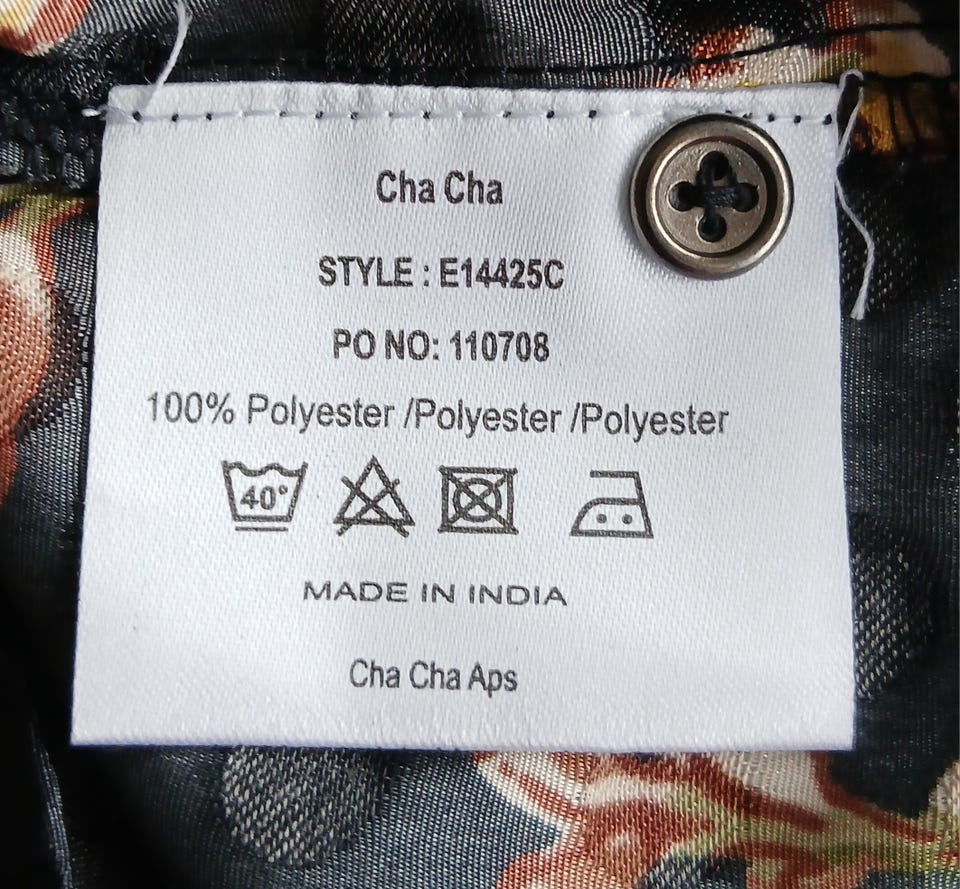 Cha Cha
STYLE : E14425C
PO NO: 110708
100% Polyester /Polyester /Polyester
40°
MADE IN INDIA
Cha Cha Aps